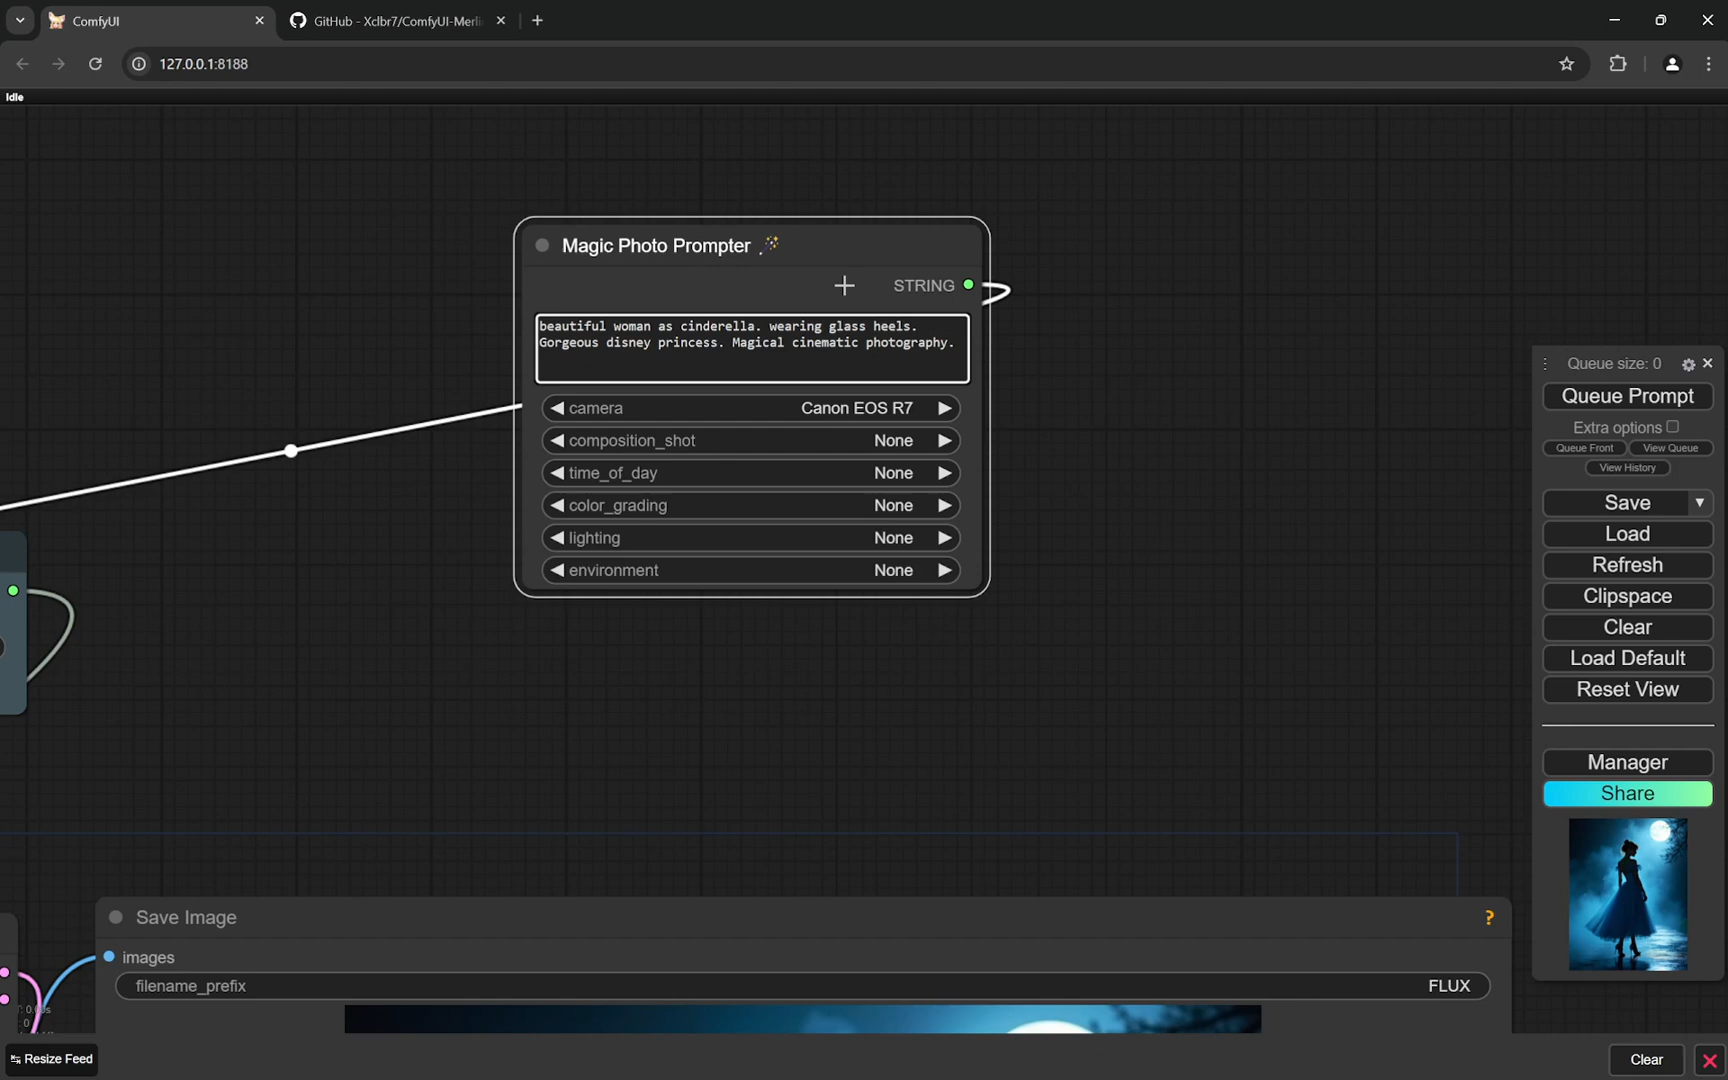 ComfyUI
GitHub - Xclbr7/ComfyUI-Merli
127.0.0.1:8188
Idle
Magic Photo Prompter
STRING
beautiful woman as cinderella. wearing glass heels.
Gorgeous disney princess. Magical cinematic photography.
camera Canon EOS R7
composition_shot None
time_of_day None
color_grading None
lighting None
environment None
Queue size: 0
Queue Prompt
Extra options
Queue Front View Queue
View History
Save
Load
Refresh
Clipspace
Clear
Load Default
Reset View
Manager
Share
Save Image ?
images
filename_prefix FLUX
Resize Feed
Clear